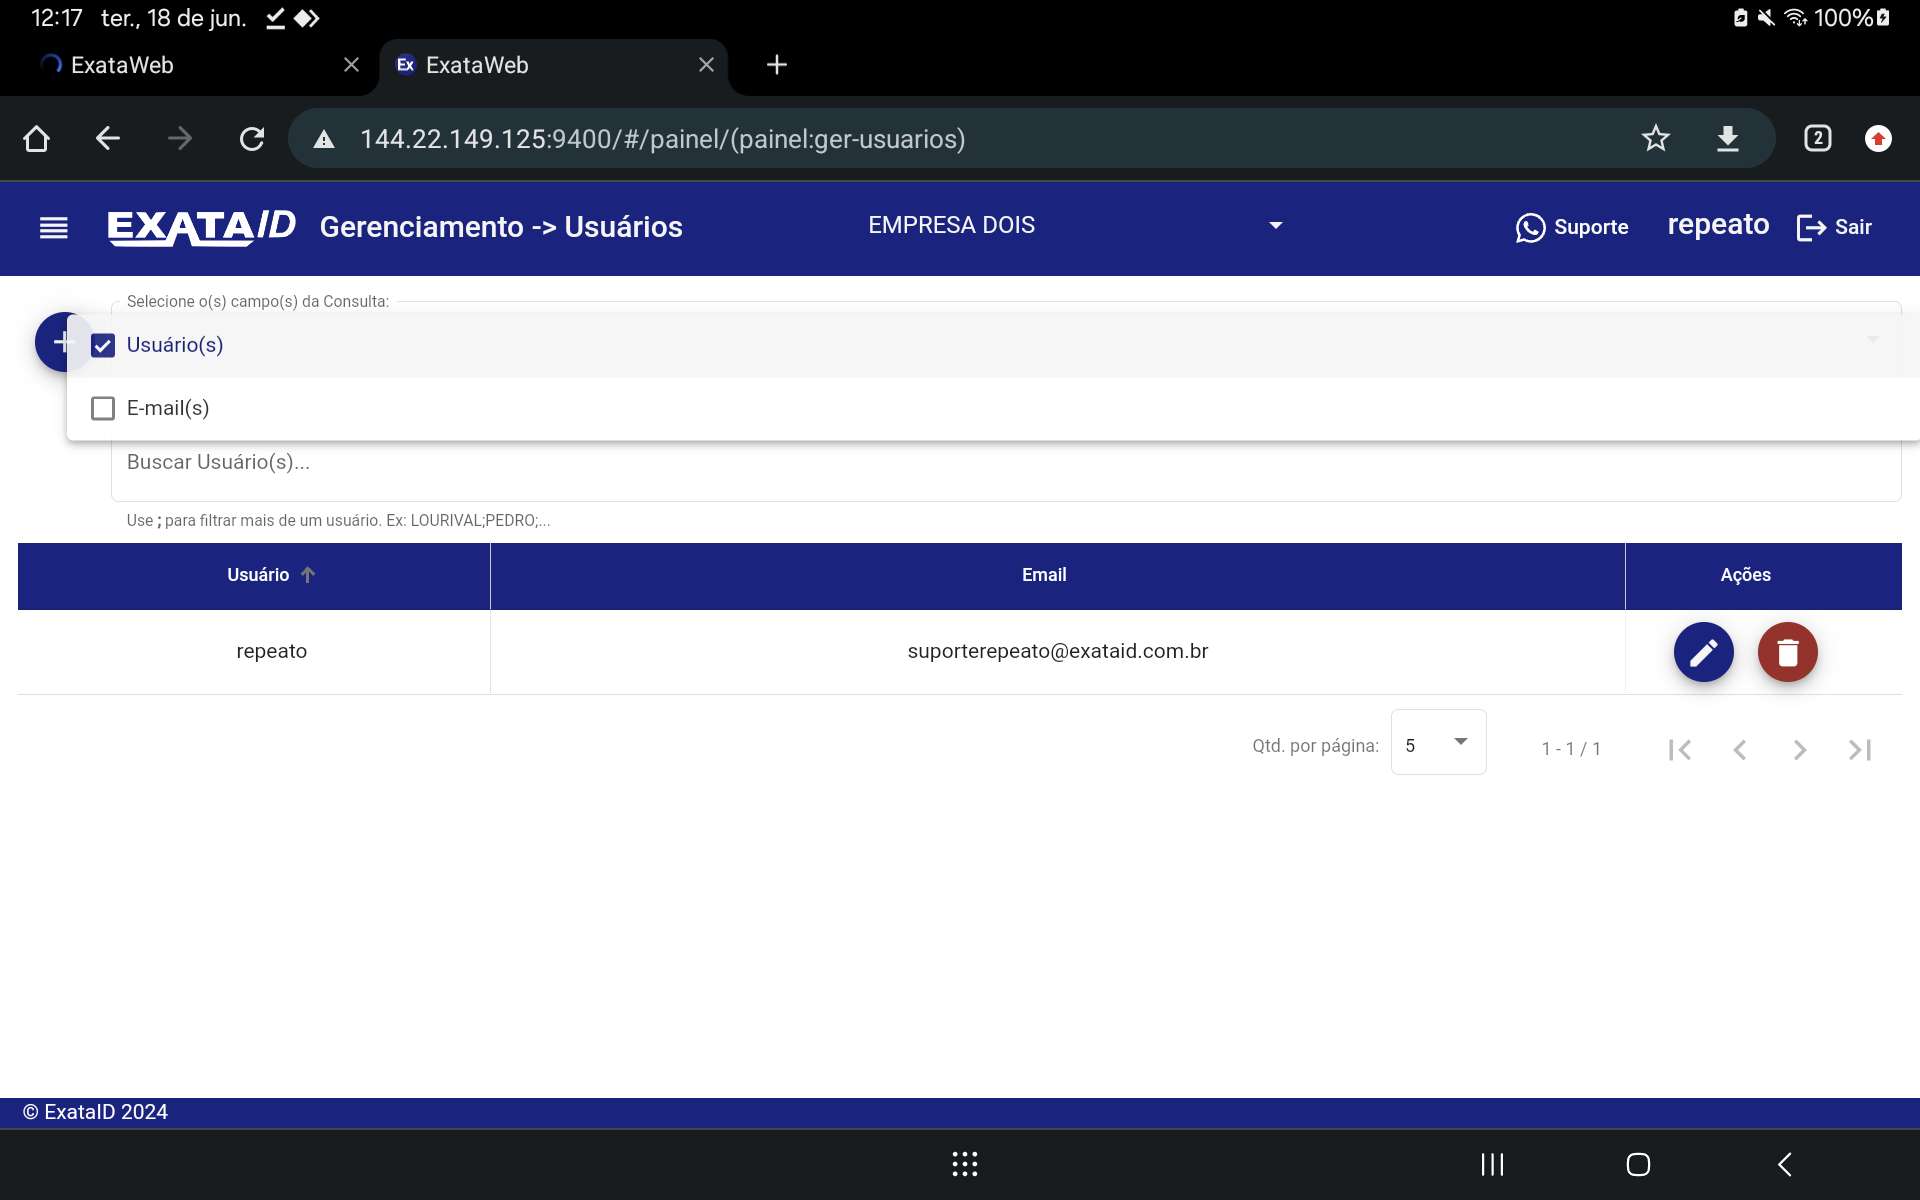 12:17 ter., 18 de jun. 100%
ExataWeb Ex ExataWeb
144.22.149.125:9400/#/painel/(painel:ger-usuarios) 2
EXATAID Gerenciamento -> Usuários EMPRESA DOIS Suporte repeato Sair
Selecione o(s) campo(s) da Consulta:
Usuário(s)
E-mail(s)
Buscar Usuário(s)...
Use ; para filtrar mais de um usuário. Ex: LOURIVAL;PEDRO;...
Usuário Email Ações
repeato suporterepeato@exataid.com.br
Qtd. por página: 5 1 - 1 / 1
© ExataID 2024